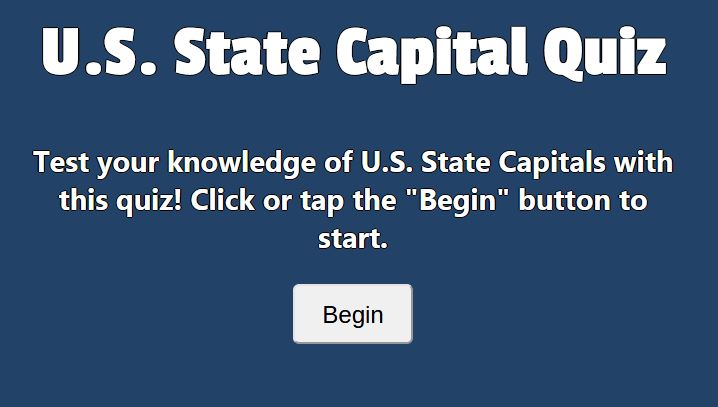 U.S. State Capital Quiz
Test your knowledge of U.S. State Capitals with
this quiz! Click or tap the "Begin" button to
start.
Begin